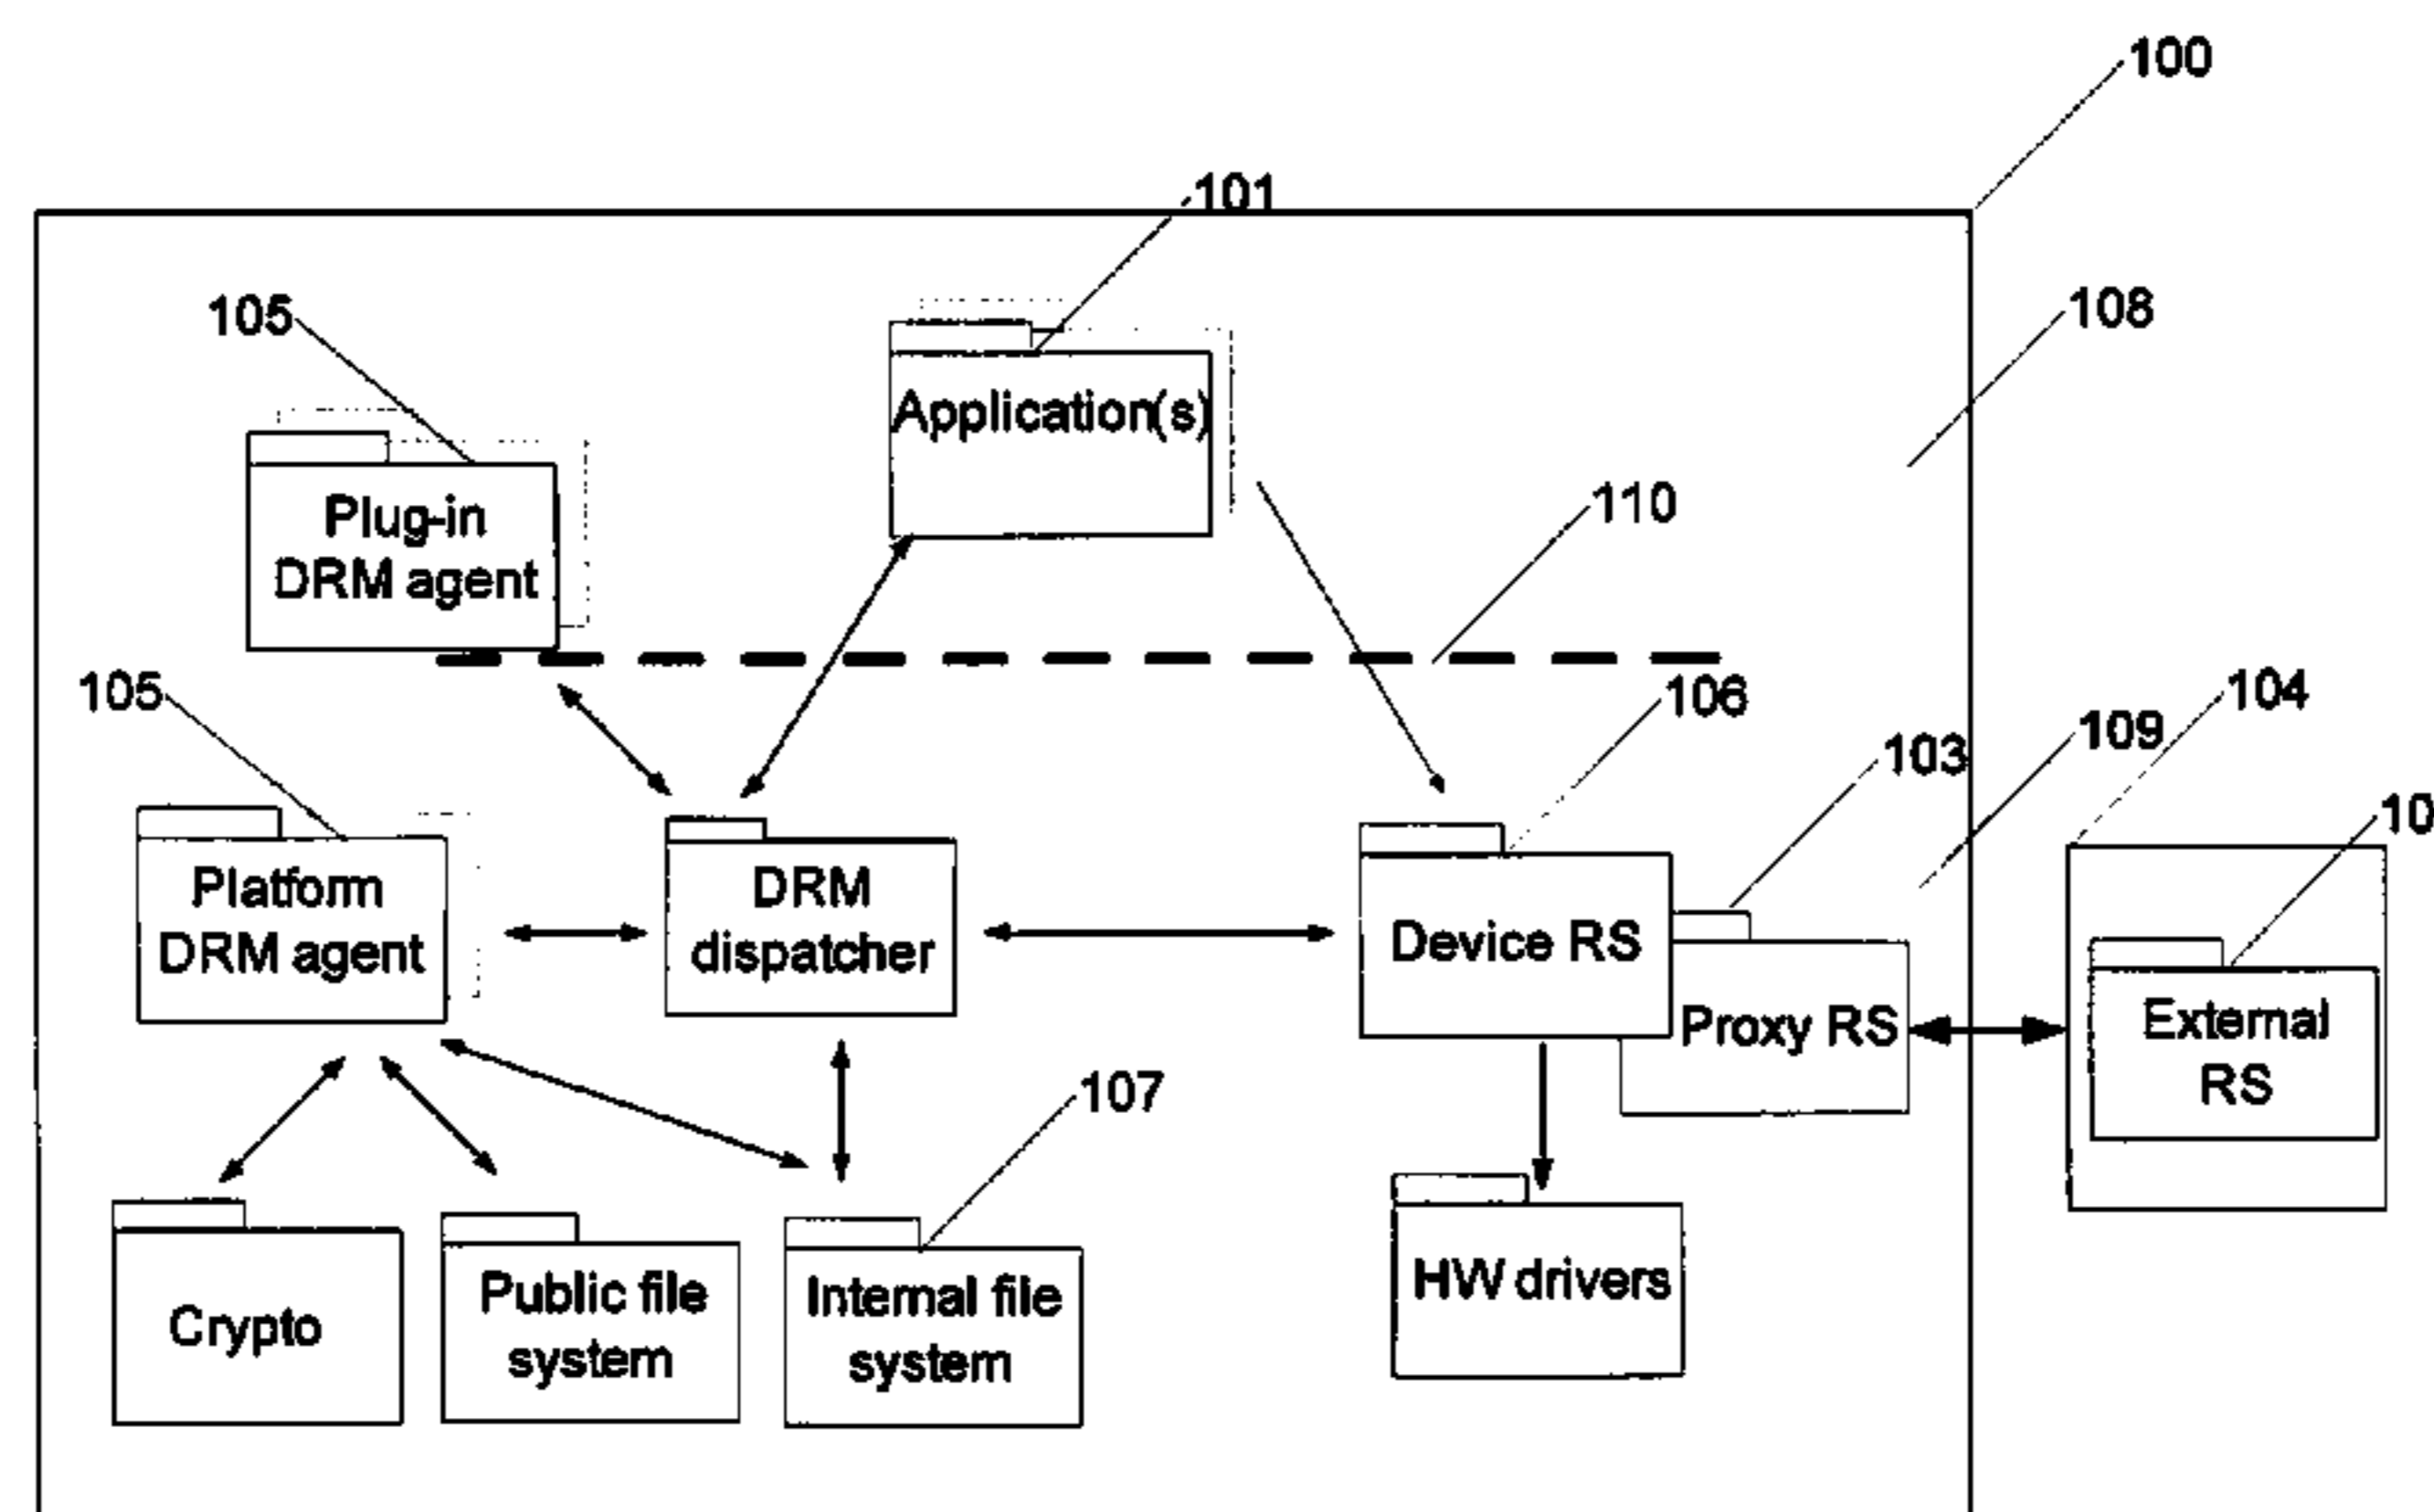 100
101
105
108
Application(s)
110
Plug-in
DRM agent
105
106
104
109
103
10
Platform
DRM agent
DRM
dispatcher
Device RS
Proxy RS
External
RS
107
Crypto
Public file
system
Internal file
system
HW drivers